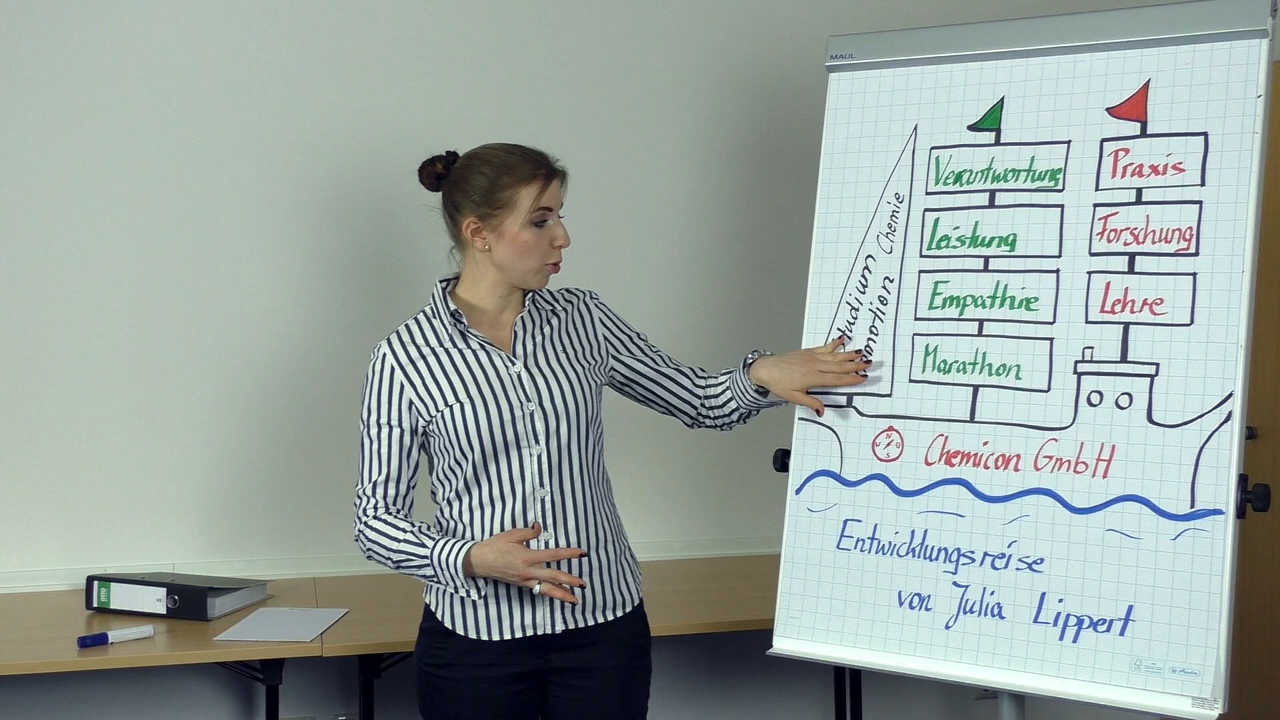 MAUL
Studium Chemie
Promotion
Verantwortung
Leistung
Empathie
Marathon
Praxis
Forschung
Lehre
N
W O
S
Chemicon GmbH
Entwicklungsreise
von Julia Lippert